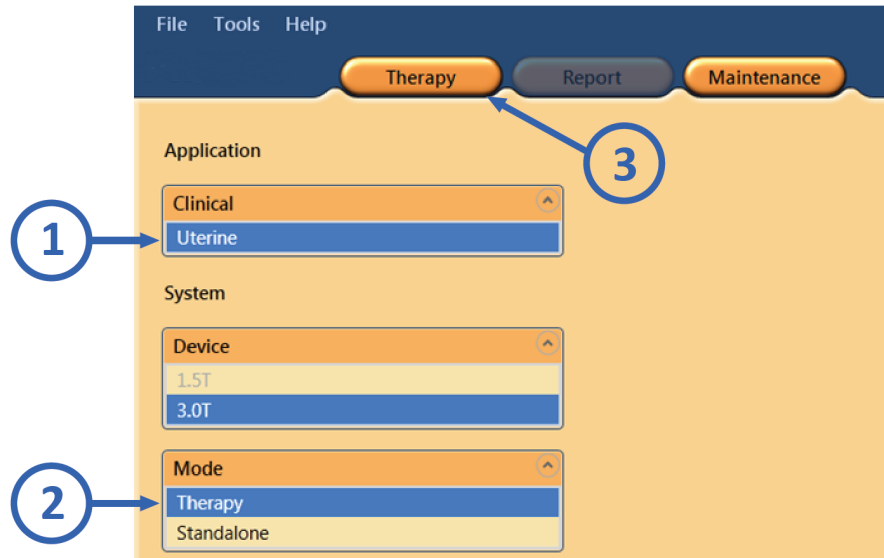 File Tools Help
Therapy Report Maintenance
3
Application
Clinical
1
Uterine
System
Device
1.5T
3.0T
Mode
2
Therapy
Standalone